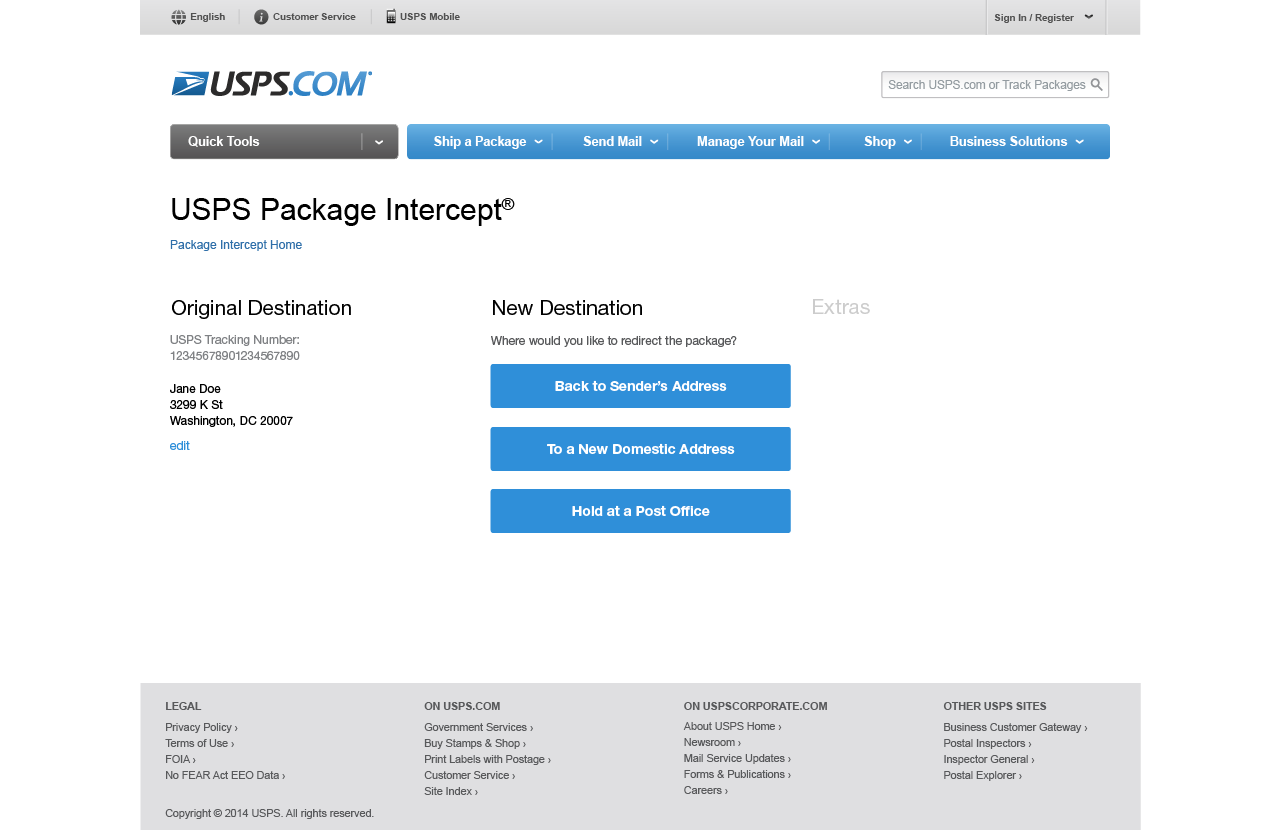 English
Customer Service
USPS Mobile
Sign In / Register
USPS.COM
Search USPS.com or Track Packages
Quick Tools
Ship a Package
Send Mail
Manage Your Mail
Shop
Business Solutions
USPS Package Intercept®
Package Intercept Home
Original Destination
USPS Tracking Number:
12345678901234567890
Jane Doe
3299 K St
Washington, DC 20007
edit
New Destination
Where would you like to redirect the package?
Back to Sender's Address
To a New Domestic Address
Hold at a Post Office
Extras
LEGAL
Privacy Policy ›
Terms of Use ›
FOIA ›
No FEAR Act EEO Data ›
ON USPS.COM
Government Services ›
Buy Stamps & Shop ›
Print Labels with Postage ›
Customer Service ›
Site Index ›
ON USPSCORPORATE.COM
About USPS Home ›
Newsroom ›
Mail Service Updates ›
Forms & Publications ›
Careers ›
OTHER USPS SITES
Business Customer Gateway ›
Postal Inspectors ›
Inspector General ›
Postal Explorer ›
Copyright © 2014 USPS. All rights reserved.